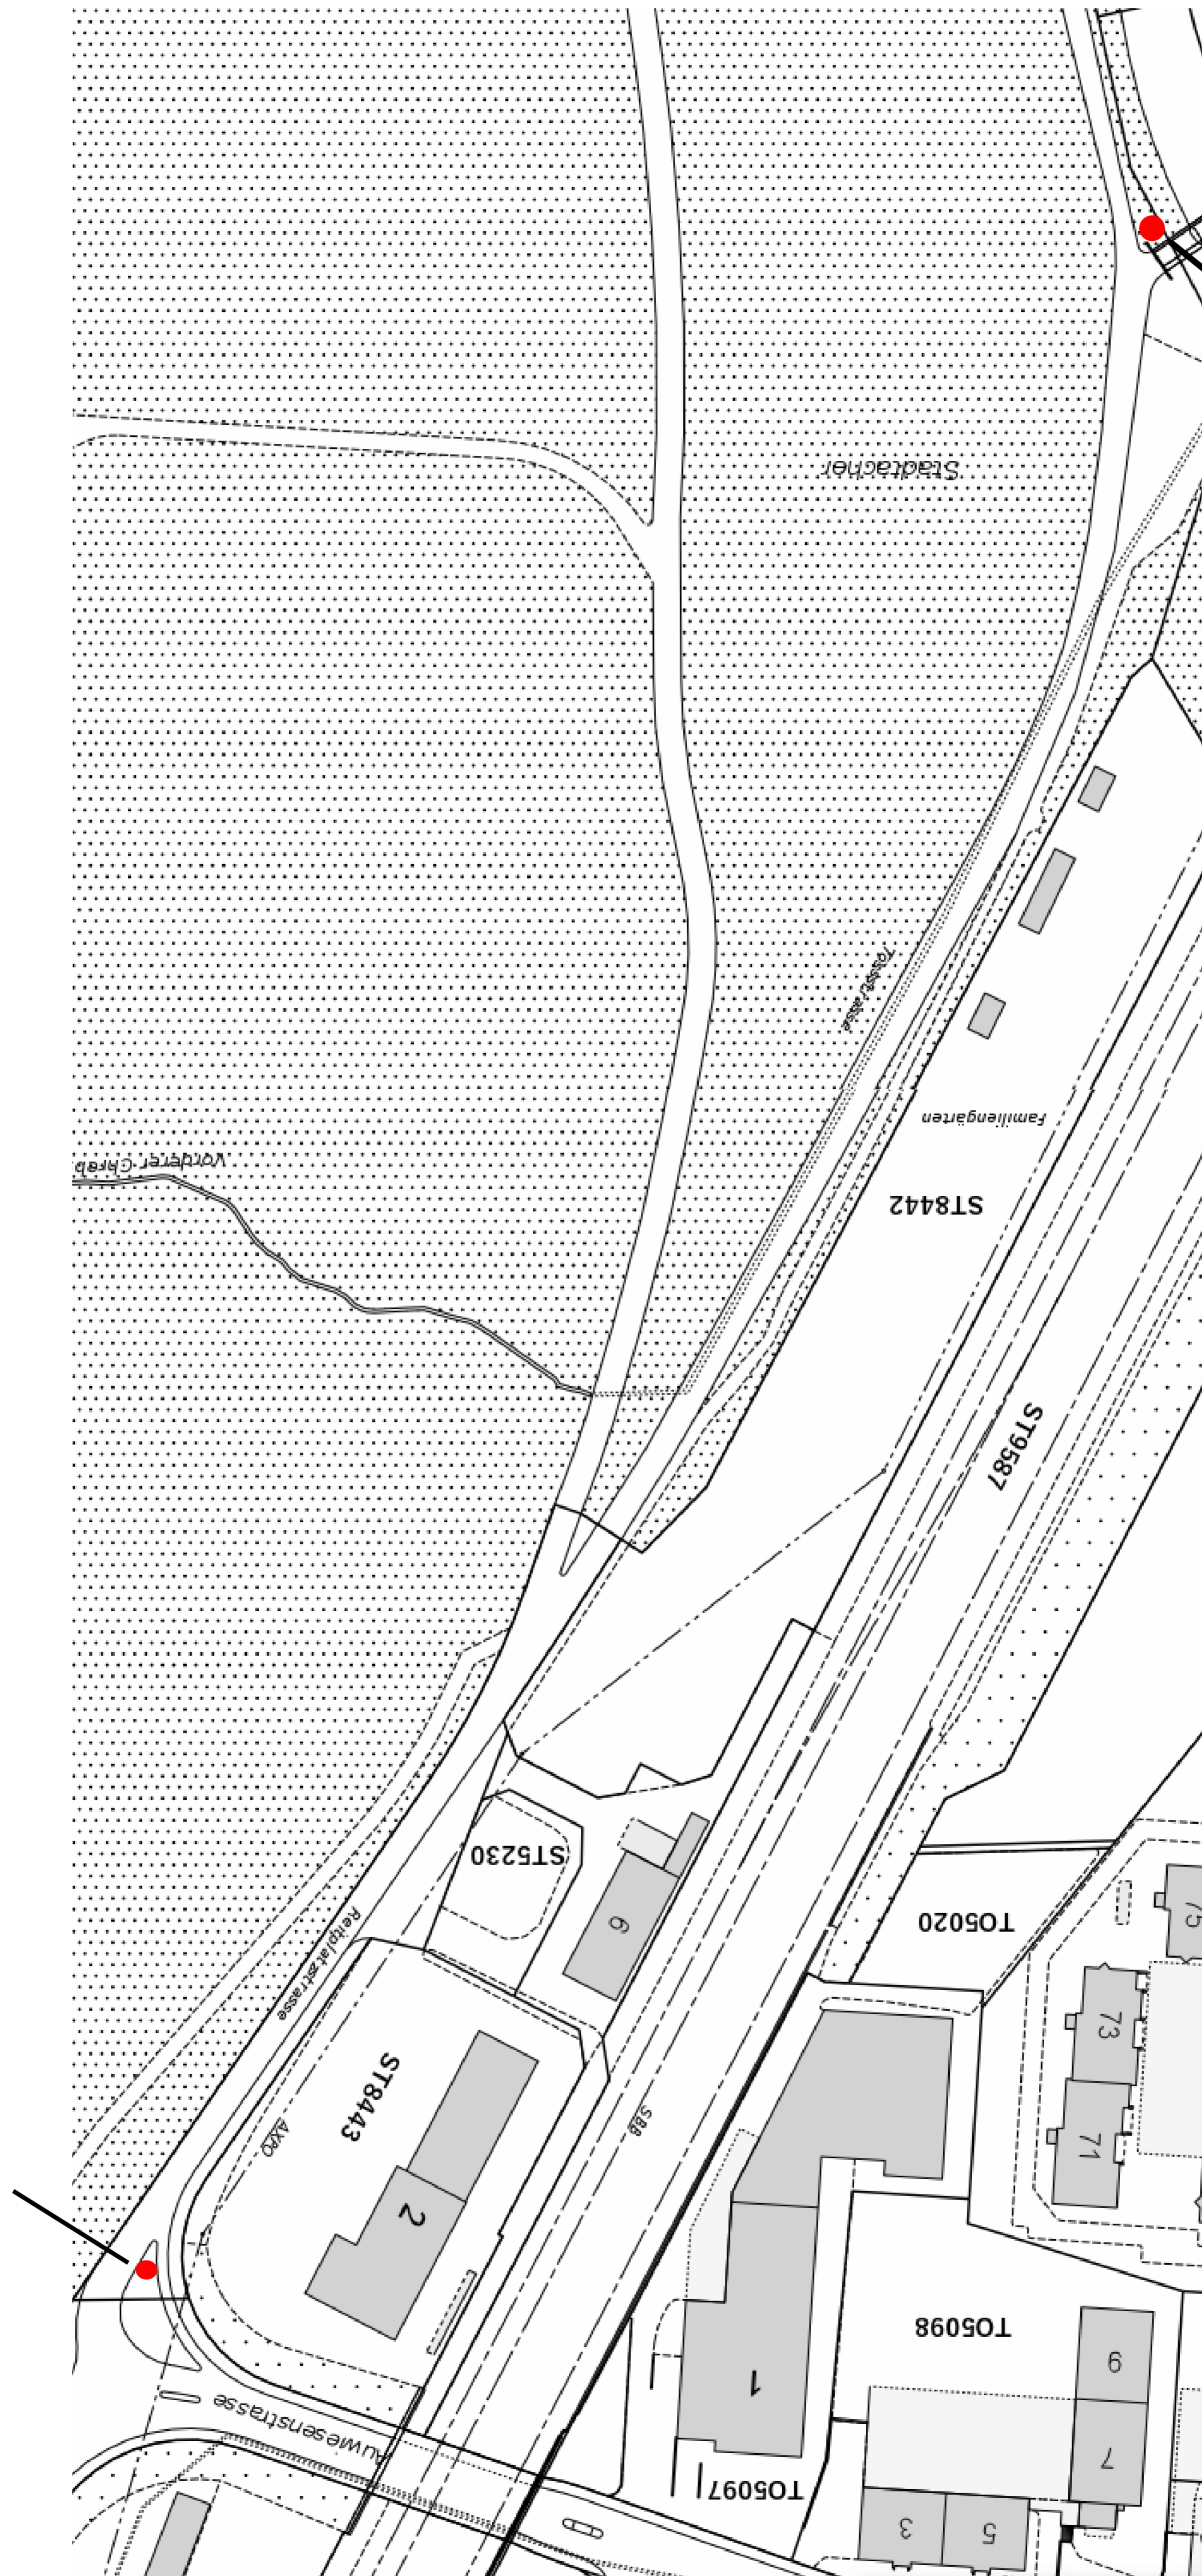 Stadtacher
Tössstrasse
Familiengärten
Vorderer Chreb
ST8442
ST9587
ST5230
6
TO5020
75
Reitplatzstrasse
73
ST8443
AXPO
SBB
71
2
TO5098
9
1
Auwiesenstrasse
7
TO5097
3
5